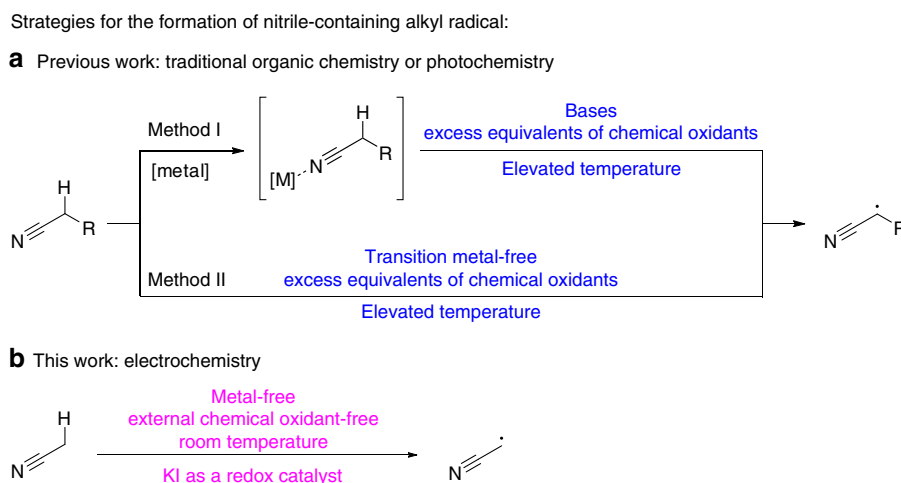 Strategies for the formation of nitrile-containing alkyl radical:
a Previous work: traditional organic chemistry or photochemistry
Method I
[metal]
H
N
R
H
N
R
[M]
Bases
excess equivalents of chemical oxidants
Elevated temperature
N
Method II
Transition metal-free
excess equivalents of chemical oxidants
Elevated temperature
b This work: electrochemistry
H
N
Metal-free
external chemical oxidant-free
room temperature
KI as a redox catalyst
N